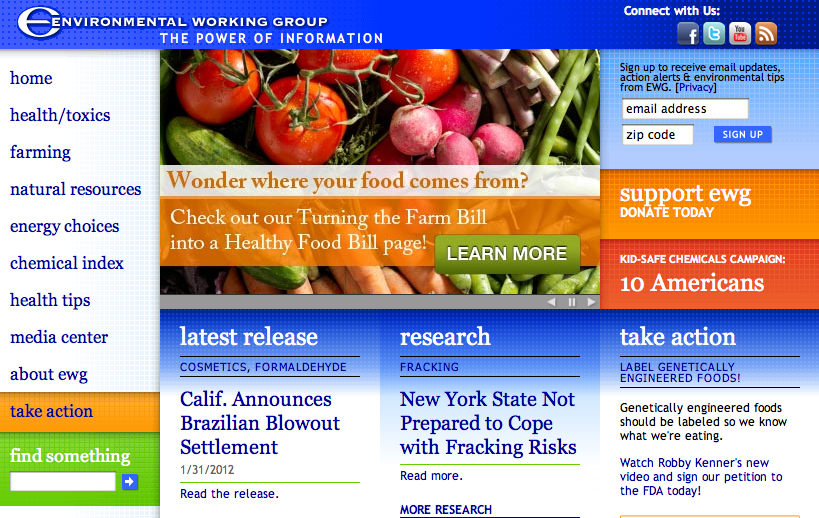 ENVIRONMENTAL WORKING GROUP
THE POWER OF INFORMATION
Connect with Us:
f
t
You
Tube
home
health/toxics
farming
natural resources
energy choices
chemical index
health tips
media center
about ewg
take action
find something
Wonder where your food comes from?
Check out our Turning the Farm Bill
into a Healthy Food Bill page!
LEARN MORE
Sign up to receive email updates,
action alerts & environmental tips
from EWG. [Privacy]
email address
zip code
SIGN UP
support ewg
DONATE TODAY
KID-SAFE CHEMICALS CAMPAIGN:
10 Americans
latest release
COSMETICS, FORMALDEHYDE
Calif. Announces
Brazilian Blowout
Settlement
1/31/2012
Read the release.
research
FRACKING
New York State Not
Prepared to Cope
with Fracking Risks
Read more.
MORE RESEARCH
take action
LABEL GENETICALLY
ENGINEERED FOODS!
Genetically engineered foods
should be labeled so we know
what we're eating.
Watch Robby Kenner's new
video and sign our petition to
the FDA today!